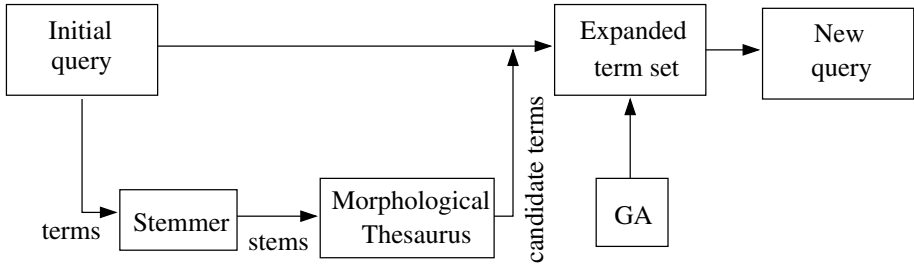 Initial
query
Expanded
term set
New
query
candidate terms
terms
Stemmer
stems
Morphological
Thesaurus
GA